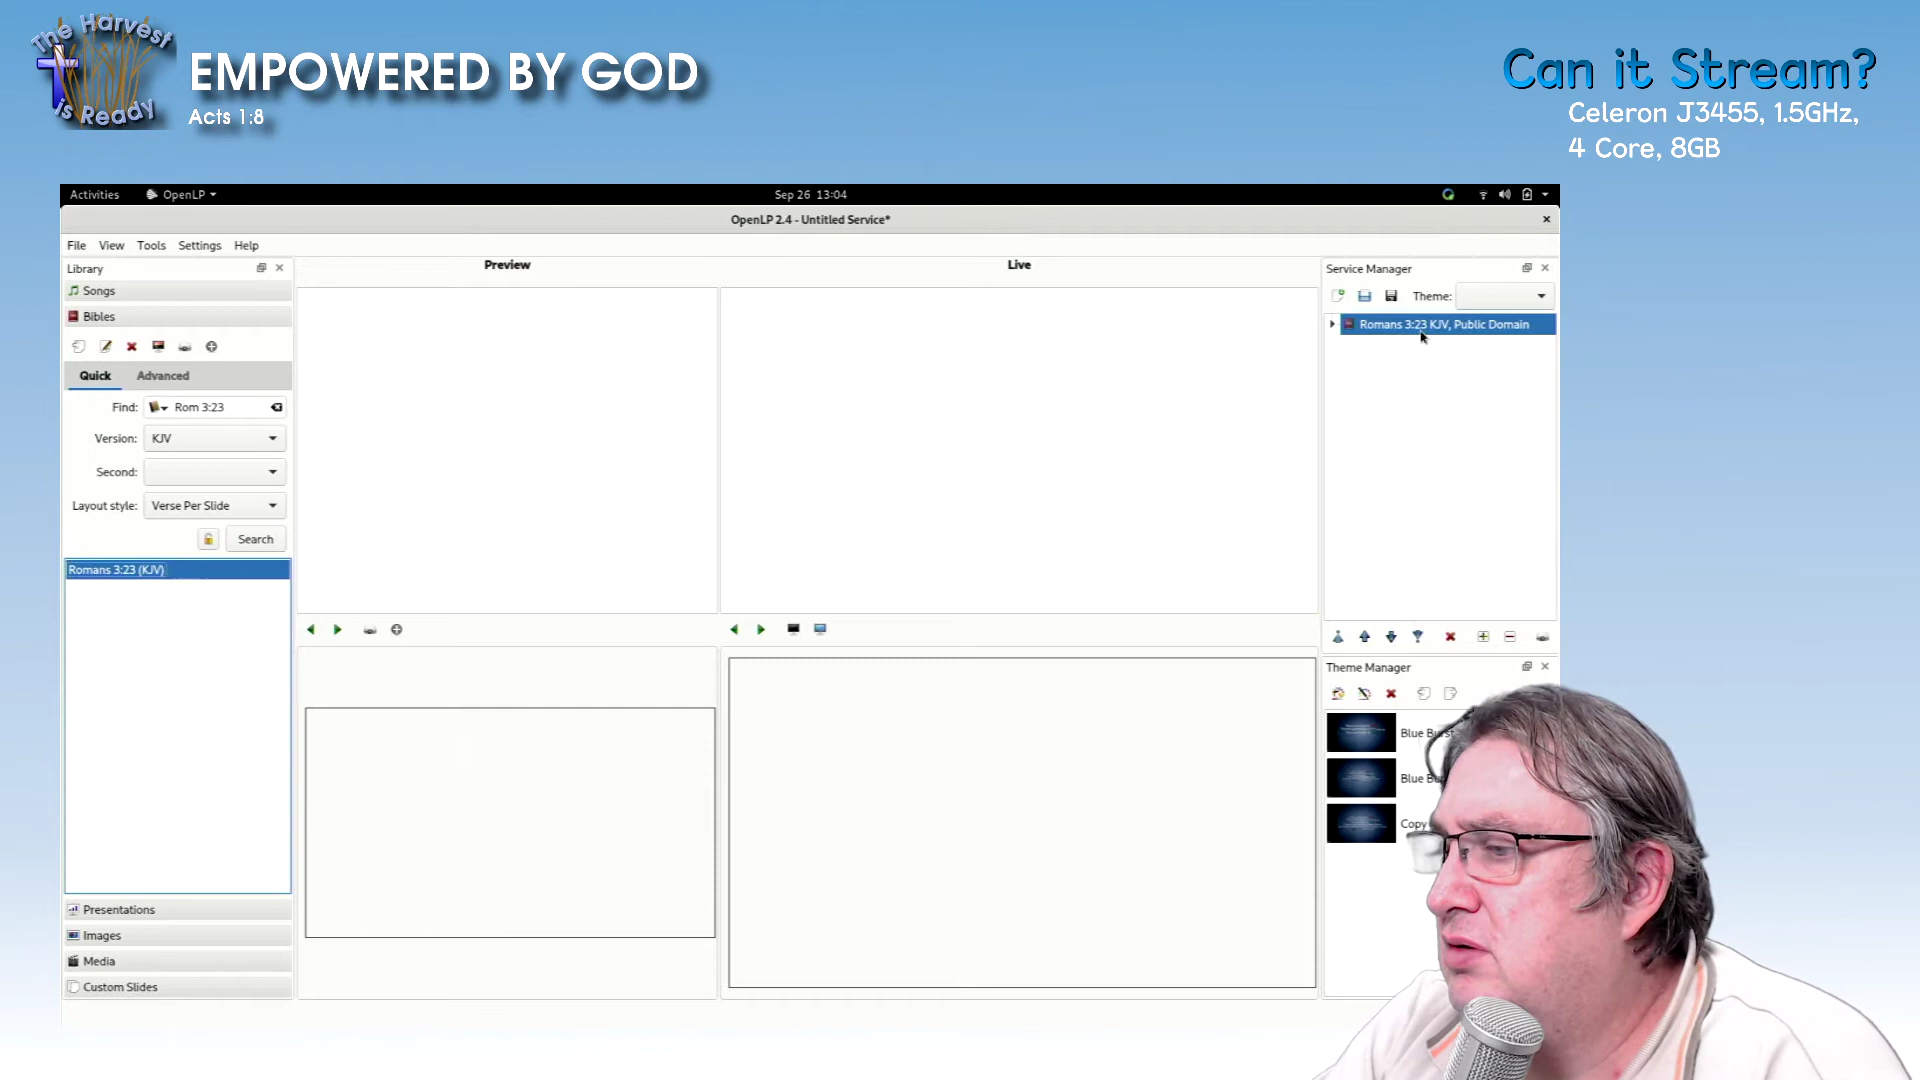 The Harvest
is Ready
EMPOWERED BY GOD
Acts 1:8
Can it Stream?
Celeron J3455, 1.5GHz,
4 Core, 8GB
Activities OpenLP Sep 26 13:04
OpenLP 2.4 - Untitled Service*
File View Tools Settings Help
Library
Songs
Bibles
Quick Advanced
Find: Rom 3:23
Version: KJV
Second:
Layout style: Verse Per Slide
Search
Romans 3:23 (KJV)
Presentations
Images
Media
Custom Slides
Preview
Live
Service Manager
Theme:
Romans 3:23 KJV, Public Domain
Theme Manager
Blue Burst
Blue
Copy